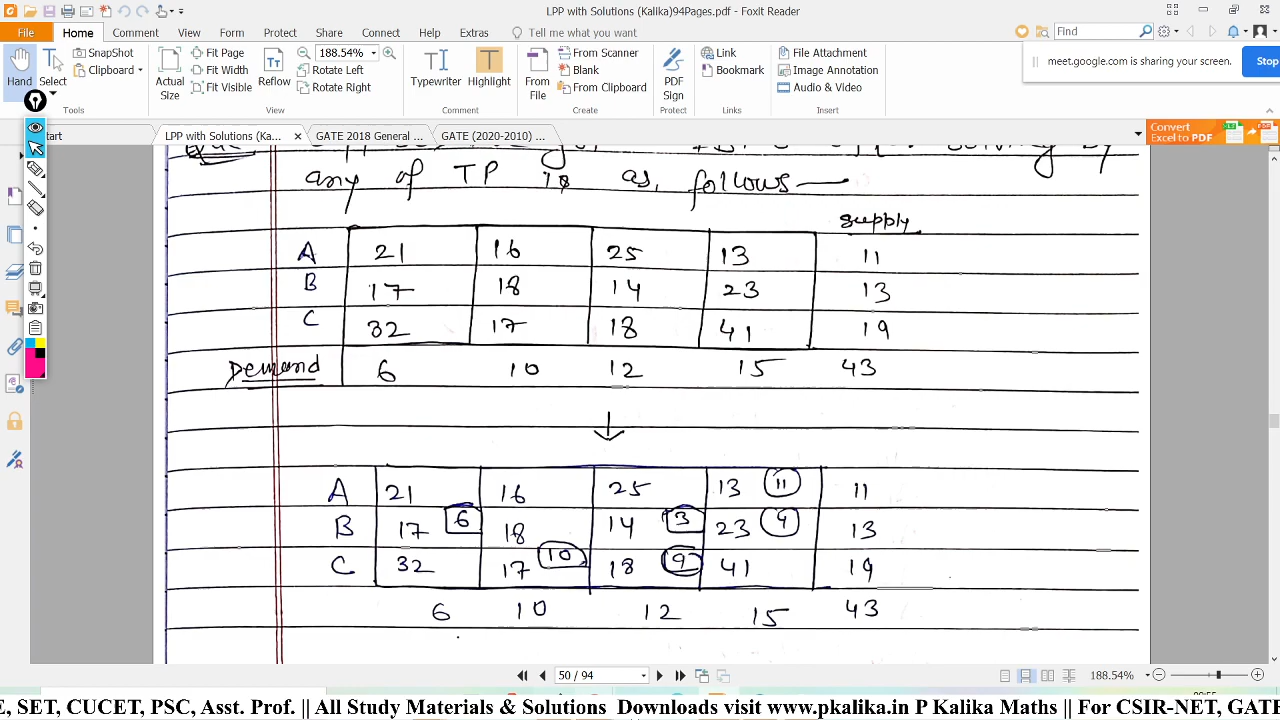 LPP with Solutions (Kalika)94Pages.pdf - Foxit Reader
File Home Comment View Form Protect Share Connect Help Extras Tell me what you want... Find
Hand Select SnapShot Clipboard Actual Size Fit Page Fit Width Fit Visible Reflow 188.54% Rotate Left Rotate Right Typewriter Highlight From File From Scanner Blank From Clipboard PDF Sign Link Bookmark File Attachment Image Annotation Audio & Video
meet.google.com is sharing your screen. Stop
Tools View Comment Create Protect Links Insert
tart LPP with Solutions (Ka... × GATE 2018 General ... GATE (2020-2010) ... Convert Excel to PDF
any of TP is as follows —
supply
A 21 16 25 13 11
B 17 18 14 23 13
C 32 17 18 41 19
Demand 6 10 12 15 43
↓
A 21 16 25 13 11 11
B 17 6 18 14 3 23 4 13
C 32 17 10 18 9 41 19
6 10 12 15 43
50 / 94 188.54%
E, SET, CUCET, PSC, Asst. Prof. || All Study Materials & Solutions Downloads visit www.pkalika.in P Kalika Maths || For CSIR-NET, GATE